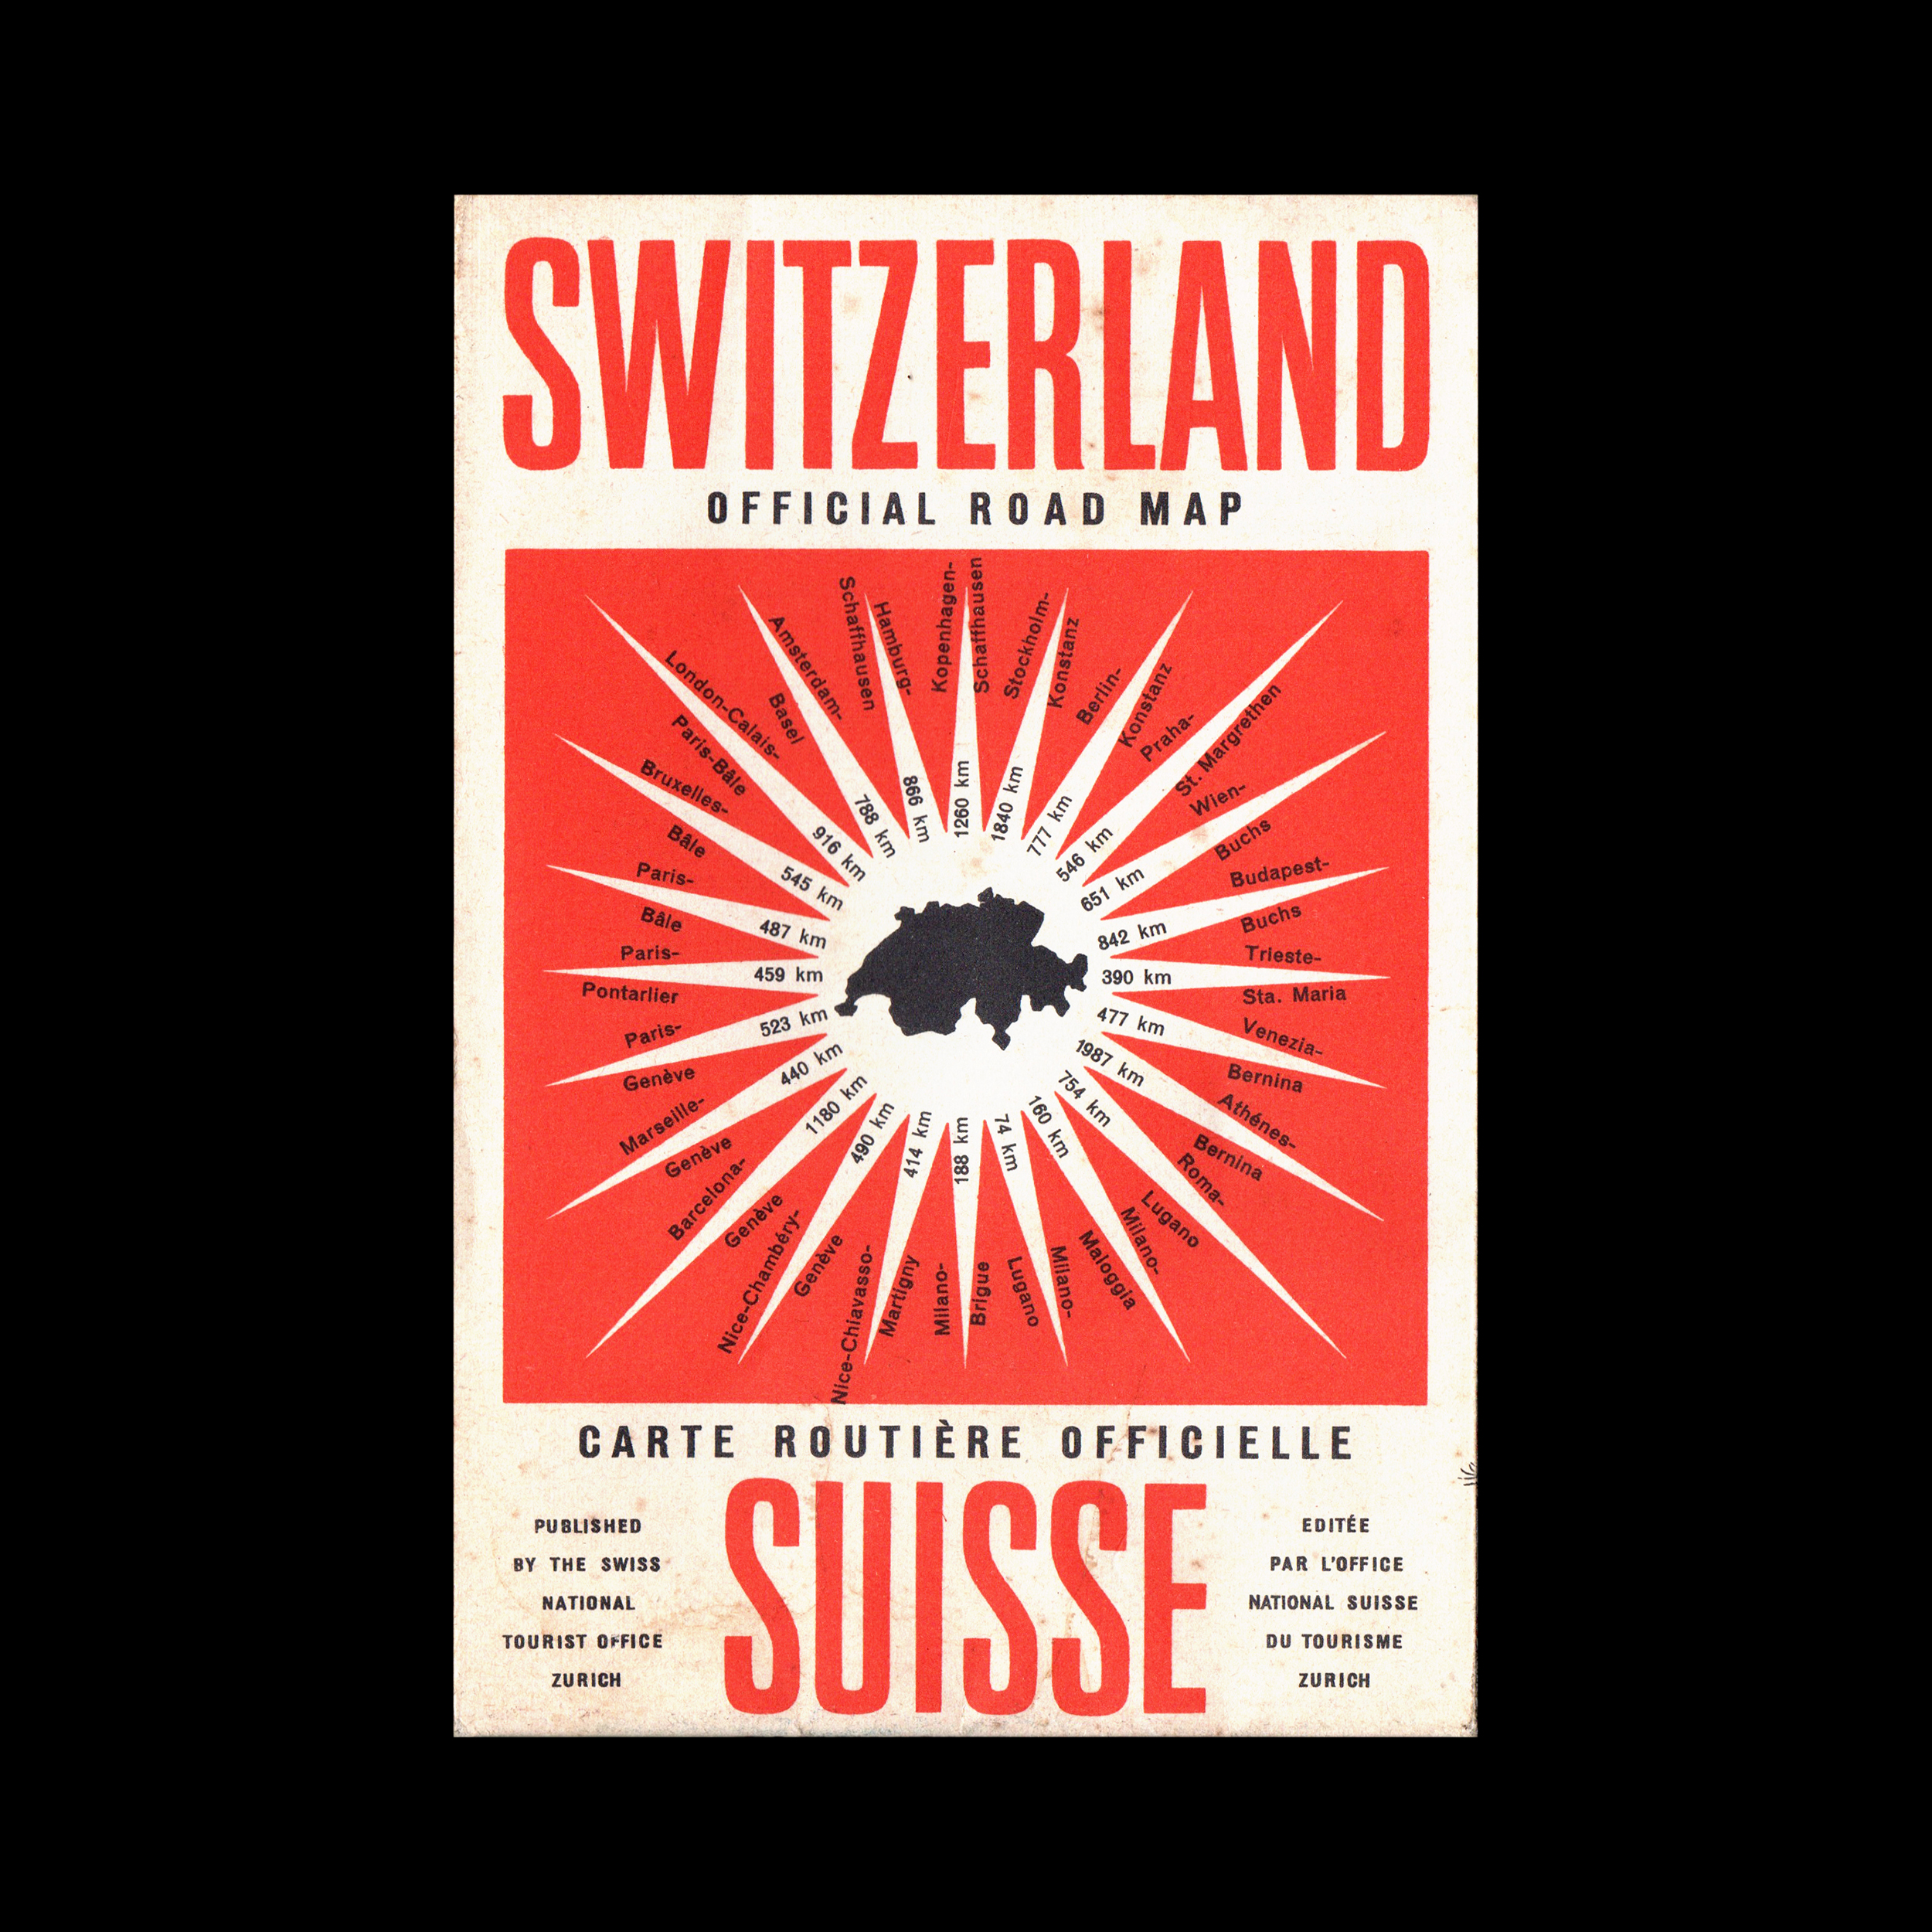 SWITZERLAND
OFFICIAL ROAD MAP
London-Calais-
Paris-Bâle
916 km
Amsterdam-
Basel
788 km
Hamburg-
Schaffhausen
866 km
Kopenhagen-
Schaffhausen
1260 km
Stockholm-
Konstanz
1840 km
Berlin-
Konstanz
777 km
Praha-
St. Margrethen
546 km
Wien-
Buchs
651 km
Budapest-
Buchs
842 km
Trieste-
Sta. Maria
390 km
Venezia-
Bernina
477 km
Athénes-
Bernina
1987 km
Roma-
Lugano
754 km
Milano-
Maloggia
160 km
Milano-
Lugano
74 km
Milano-
Brigue
188 km
Nice-Chiavasso-
Martigny
414 km
Nice-Chambéry-
Genève
490 km
Barcelona-
Genève
1180 km
Marseille-
Genève
440 km
Paris-
Genève
523 km
Paris-
Pontarlier
459 km
Paris-
Bâle
487 km
Bruxelles-
Bâle
545 km
CARTE ROUTIÈRE OFFICIELLE
SUISSE
PUBLISHED
BY THE SWISS
NATIONAL
TOURIST OFFICE
ZURICH
EDITÉE
PAR L'OFFICE
NATIONAL SUISSE
DU TOURISME
ZURICH